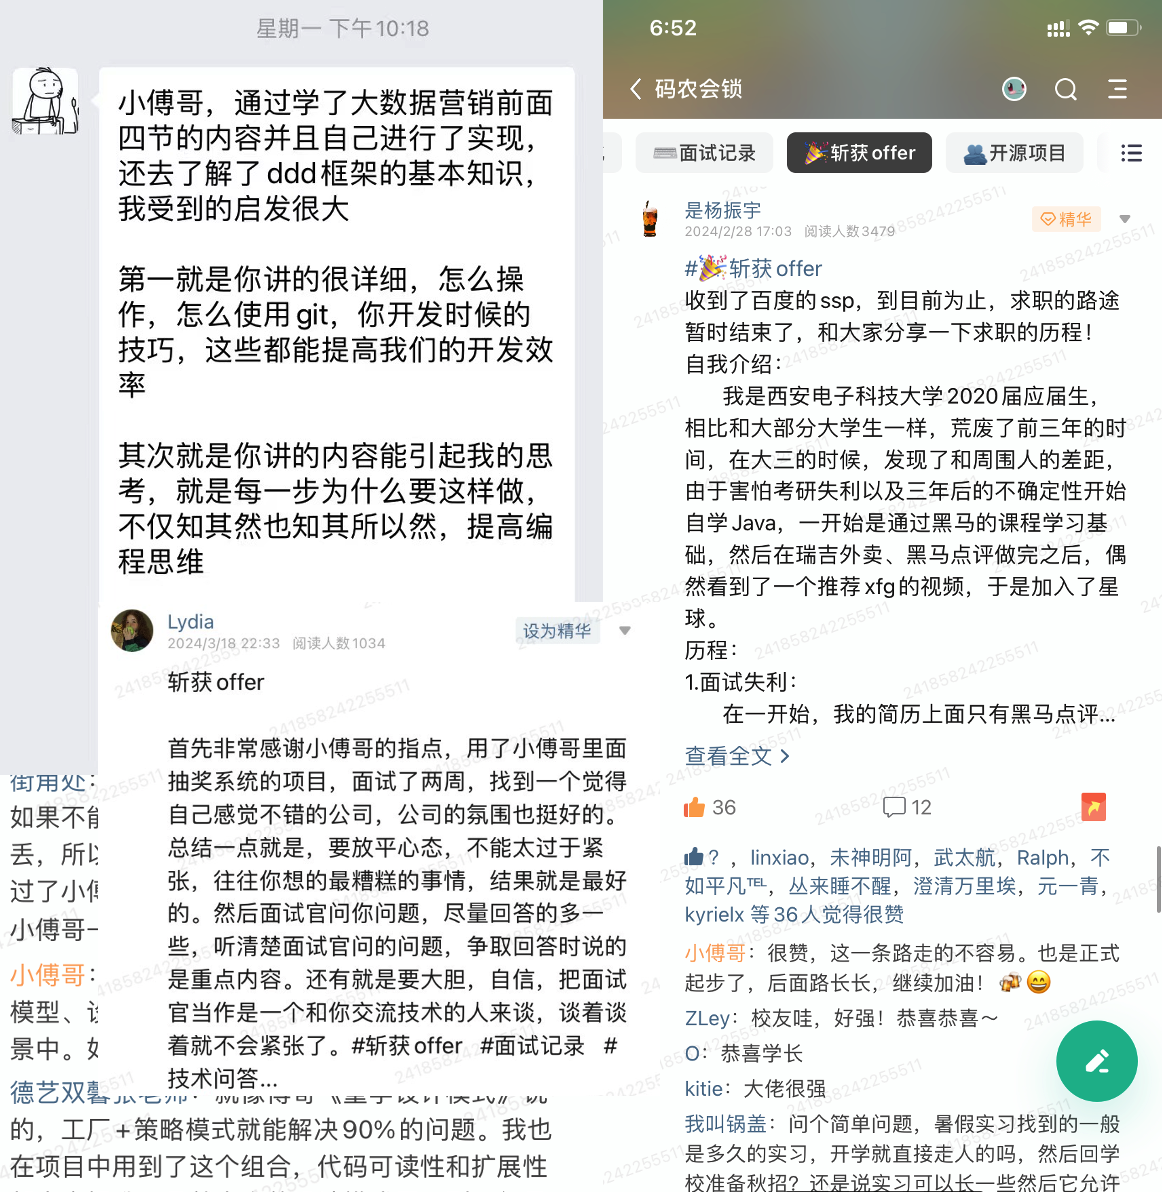 星期一 下午10:18
小傅哥，通过学了大数据营销前面
四节的内容并且自己进行了实现，
还去了解了ddd框架的基本知识，
我受到的启发很大
第一就是你讲的很详细，怎么操
作，怎么使用git，你开发时候的
技巧，这些都能提高我们的开发效
率
其次就是你讲的内容能引起我的思
考，就是每一步为什么要这样做，
不仅知其然也知其所以然，提高编
程思维
Lydia
2024/3/18 22:33 阅读人数1034
设为精华
斩获offer
首先非常感谢小傅哥的指点，用了小傅哥里面
抽奖系统的项目，面试了两周，找到一个觉得
自己感觉不错的公司，公司的氛围也挺好的。
总结一点就是，要放平心态，不能太过于紧
张，往往你想的最糟糕的事情，结果就是最好
的。然后面试官问你问题，尽量回答的多一
些，听清楚面试官问的问题，争取回答时说的
是重点内容。还有就是要大胆，自信，把面试
官当作是一个和你交流技术的人来谈，谈着谈
着就不会紧张了。#斩获offer #面试记录 #
技术问答...
街角处：
如果不能
丢，所以
过了小傅
小傅哥
小傅哥：
模型、设
景中。如
德艺双馨张老师：就像傅哥《重学设计模式》说
的，工厂+策略模式就能解决90%的问题。我也
在项目中用到了这个组合，代码可读性和扩展性
6:52
码农会锁
面试记录
斩获offer
开源项目
是杨振宇
2024/2/28 17:03 阅读人数3479
精华
#斩获offer
收到了百度的ssp，到目前为止，求职的路途
暂时结束了，和大家分享一下求职的历程！
自我介绍：
我是西安电子科技大学2020届应届生，
相比和大部分大学生一样，荒废了前三年的时
间，在大三的时候，发现了和周围人的差距，
由于害怕考研失利以及三年后的不确定性开始
自学Java，一开始是通过黑马的课程学习基
础，然后在瑞吉外卖、黑马点评做完之后，偶
然看到了一个推荐xfg的视频，于是加入了星
球。
历程：
1.面试失利：
在一开始，我的简历上面只有黑马点评...
查看全文
36
12
?，linxiao，未神明阿，武太航，Ralph，不
如平凡℡，丛来睡不醒，澄清万里埃，元一青，
kyrielx 等36人觉得很赞
小傅哥：很赞，这一条路走的不容易。也是正式
起步了，后面路长长，继续加油！
ZLey：校友哇，好强！恭喜恭喜～
O：恭喜学长
kitie：大佬很强
我叫锅盖：问个简单问题，暑假实习找到的一般
是多久的实习，开学就直接走人的吗，然后回学
校准备秋招？还是说实习可以长一些然后它允许
241858242255511